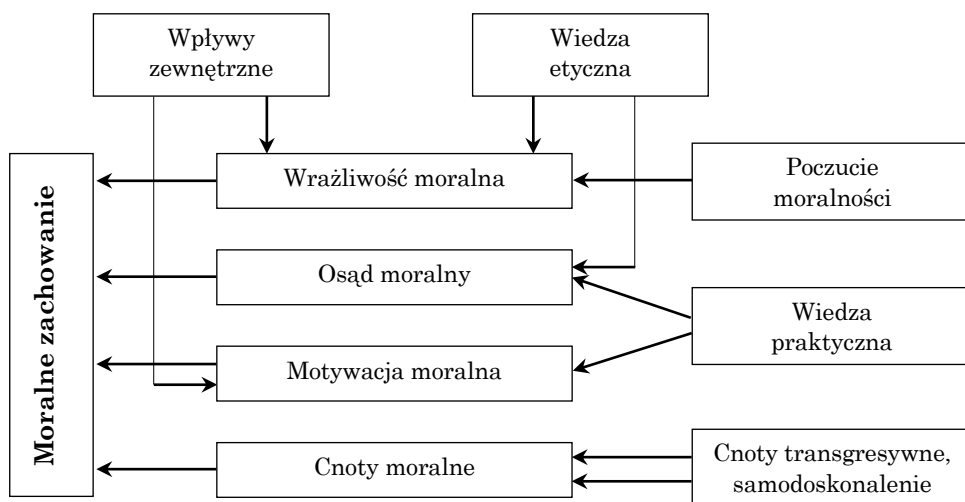 Wpływy
zewnętrzne
Wiedza
etyczna
Moralne zachowanie
Wrażliwość moralna
Poczucie
moralności
Osąd moralny
Wiedza
praktyczna
Motywacja moralna
Cnoty moralne
Cnoty transgresywne,
samodoskonalenie